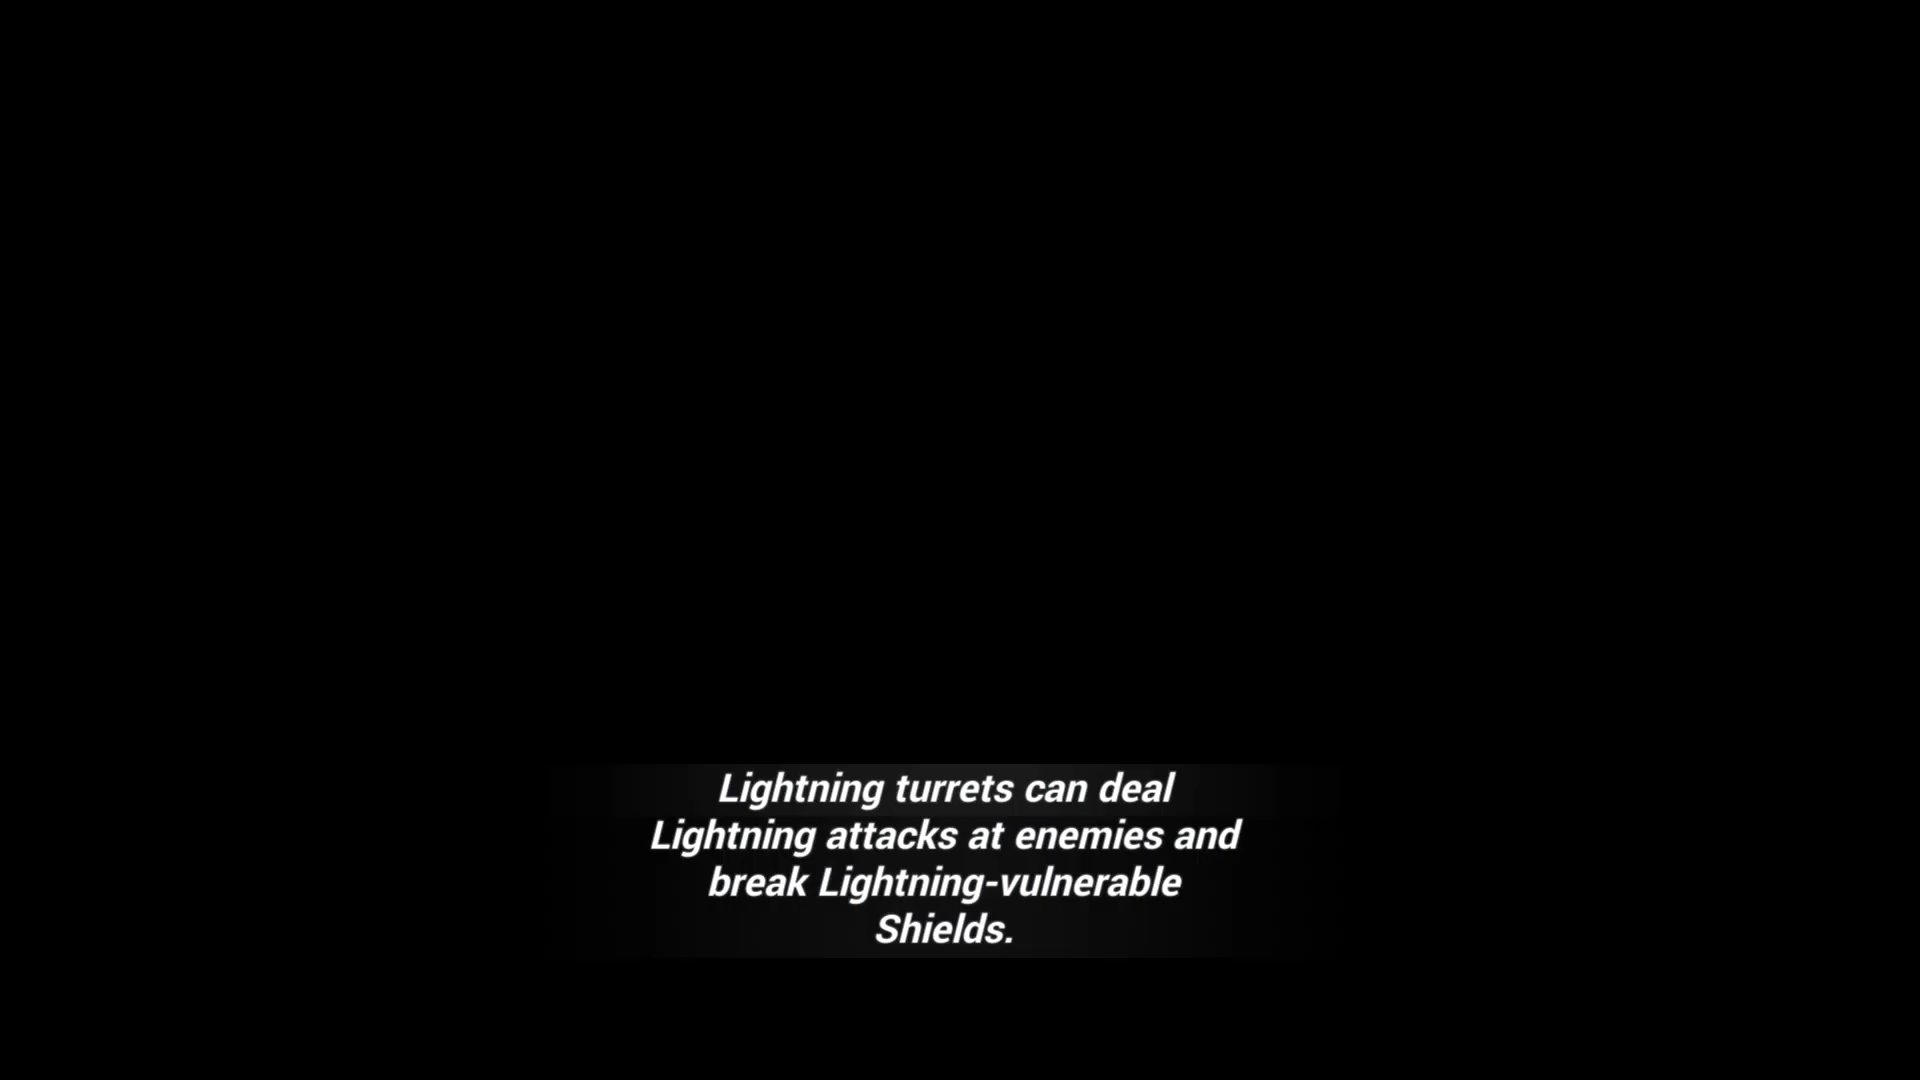 Lightning turrets can deal
Lightning attacks at enemies and
break Lightning-vulnerable
Shields.